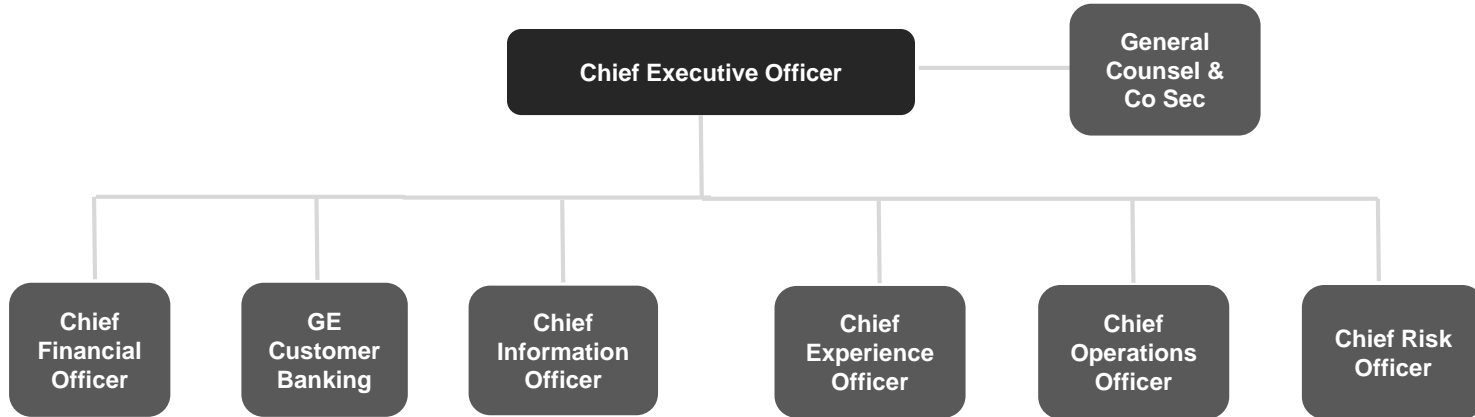 Chief Executive Officer
General
Counsel &
Co Sec
Chief
Financial
Officer
GE
Customer
Banking
Chief
Information
Officer
Chief
Experience
Officer
Chief
Operations
Officer
Chief Risk
Officer